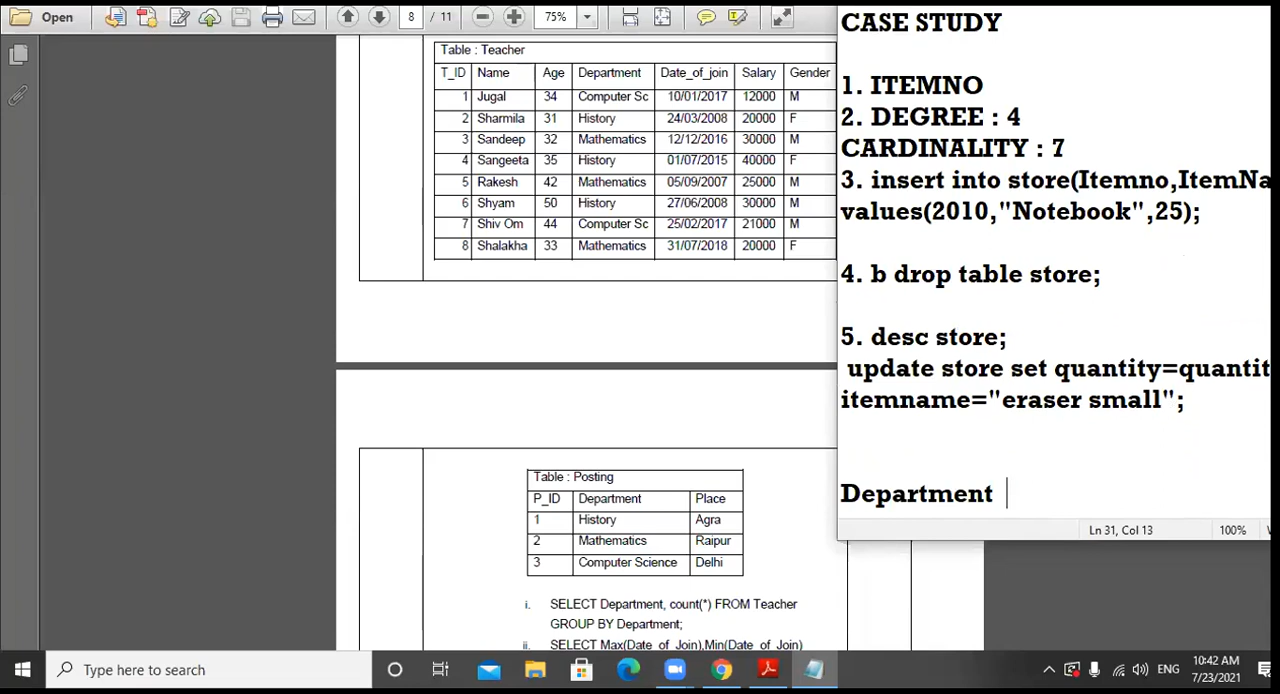 Open
8 / 11
75%
Table : Teacher
T_ID Name Age Department Date_of_join Salary Gender
1 Jugal 34 Computer Sc 10/01/2017 12000 M
2 Sharmila 31 History 24/03/2008 20000 F
3 Sandeep 32 Mathematics 12/12/2016 30000 M
4 Sangeeta 35 History 01/07/2015 40000 F
5 Rakesh 42 Mathematics 05/09/2007 25000 M
6 Shyam 50 History 27/06/2008 30000 M
7 Shiv Om 44 Computer Sc 25/02/2017 21000 M
8 Shalakha 33 Mathematics 31/07/2018 20000 F
Table : Posting
P_ID Department Place
1 History Agra
2 Mathematics Raipur
3 Computer Science Delhi
i. SELECT Department, count(*) FROM Teacher
GROUP BY Department;
ii. SELECT Max(Date_of_Join),Min(Date_of_Join)
CASE STUDY
1. ITEMNO
2. DEGREE : 4
CARDINALITY : 7
3. insert into store(Itemno,ItemNa
values(2010,"Notebook",25);
4. b drop table store;
5. desc store;
update store set quantity=quantit
itemname="eraser small";
Department
Ln 31, Col 13
100%
Type here to search
ENG
10:42 AM
7/23/2021